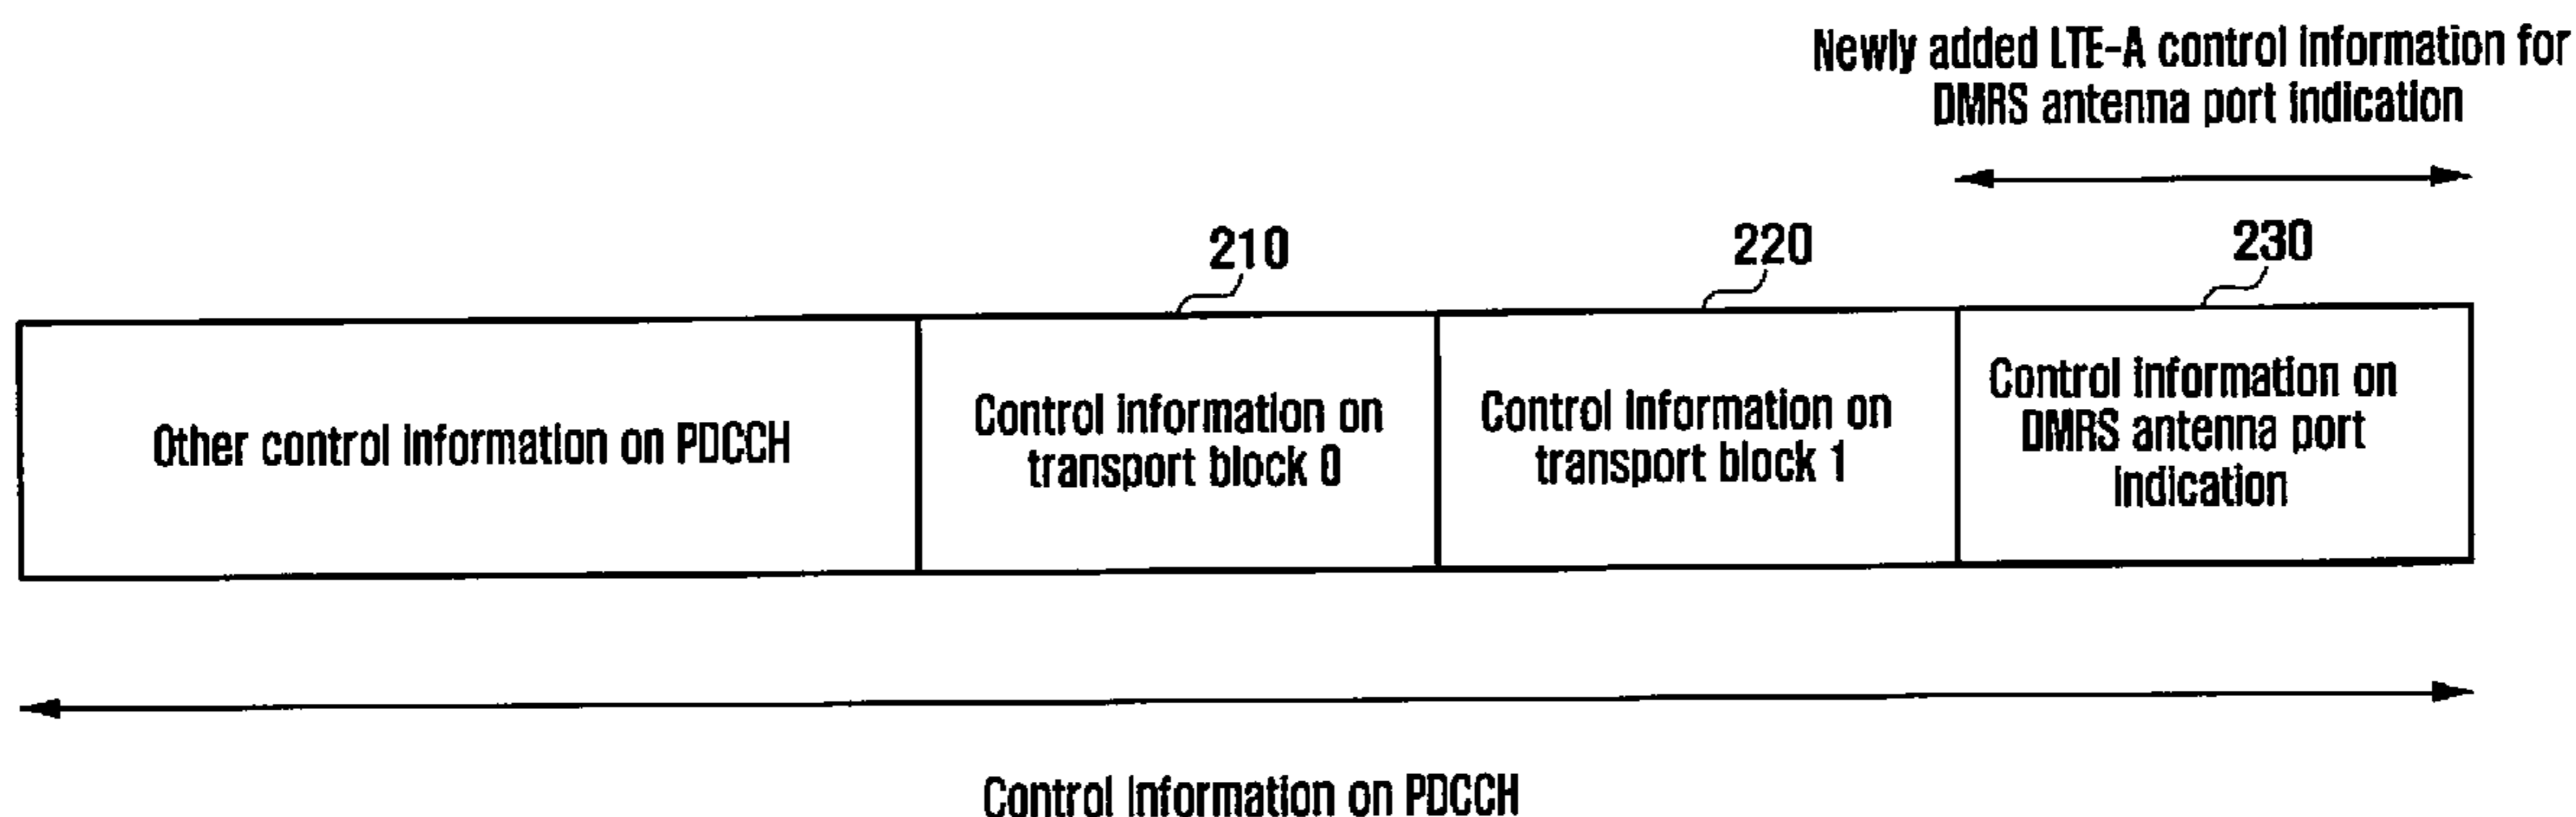 Newly added LTE-A control information for
DMRS antenna port indication
210
220
230
Other control information on PDCCH
Control information on
transport block 0
Control information on
transport block 1
Control information on
DMRS antenna port
indication
Control information on PDCCH